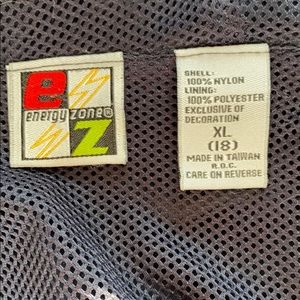 e
energy zone®
z
SHELL:
100% NYLON
LINING:
100% POLYESTER
EXCLUSIVE OF
DECORATION
XL
(18)
MADE IN TAIWAN
R.O.C.
CARE ON REVERSE